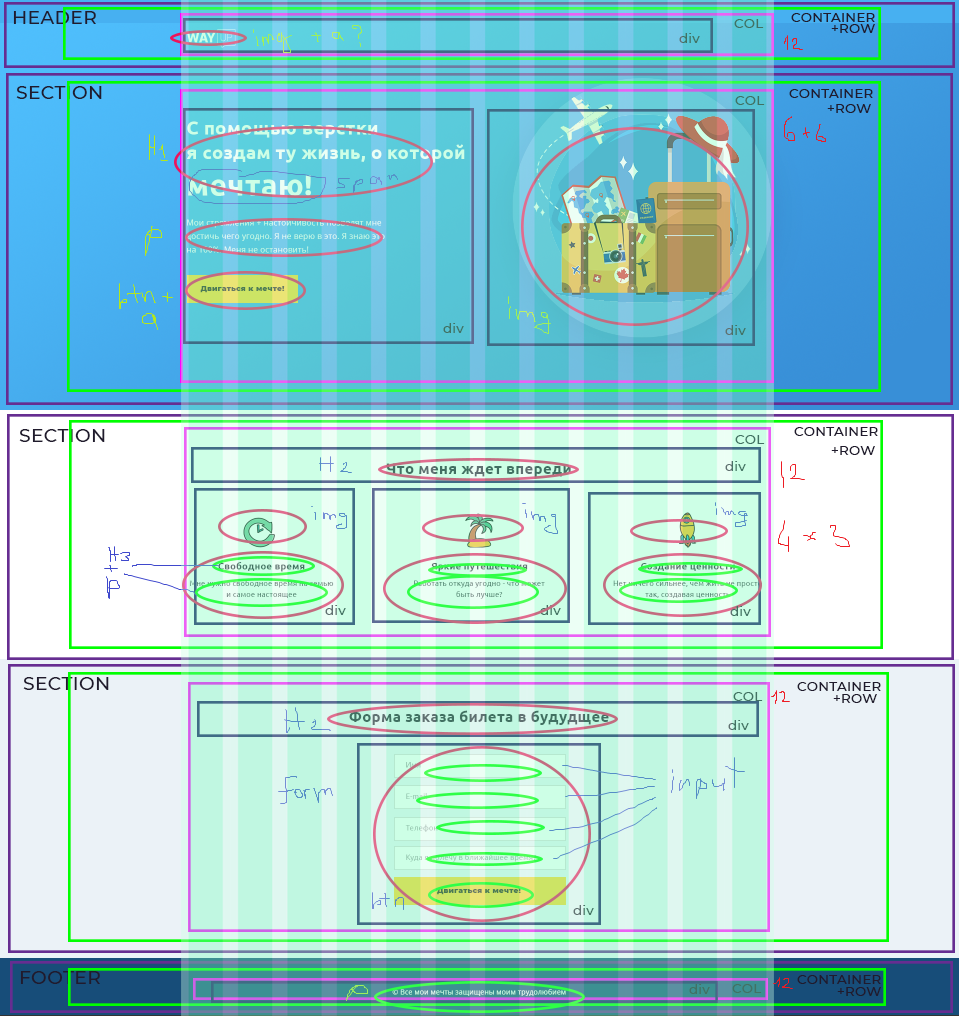 HEADER
WAY UP
img + a ?
div
COL
CONTAINER
+ROW
12
SECTION
COL
CONTAINER
+ROW
6+6
H1
С помощью верстки
я создам ту жизнь, о которой
мечтаю!
span
p
Мои стремления + Настойчивость позволят мне
достичь чего угодно. Я не верю в это. Я знаю это
на 100%. Меня не остановить!
btn +
a
Двигаться к мечте!
div
img
div
SECTION
COL
CONTAINER
+ROW
H2
Что меня ждет впереди
div
12
4 x 3
img
img
img
H3
+
p
Свободное время
Мне нужно свободное время на семью
и самое настоящее
div
Яркие путешествия
Работать откуда угодно - что может
быть лучше?
div
Создание ценности
Нет ничего сильнее, чем жить не просто
так, создавая ценность
div
SECTION
COL
12
CONTAINER
+ROW
H2
Форма заказа билета в будудщее
div
form
input
Имя
E-mail
Телефон
Куда я полечу в ближайшее время
btn
Двигаться к мечте!
div
FOOTER
p
© Все мои мечты защищены моим трудолюбием
div
COL
12
CONTAINER
+ROW